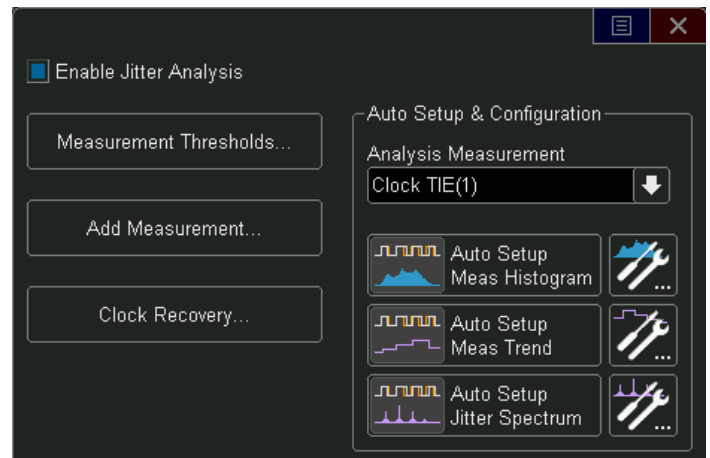 Enable Jitter Analysis
Measurement Thresholds...
Add Measurement...
Clock Recovery...
Auto Setup & Configuration
Analysis Measurement
Clock TIE(1)
Auto Setup
Meas Histogram
...
Auto Setup
Meas Trend
...
Auto Setup
Jitter Spectrum
...